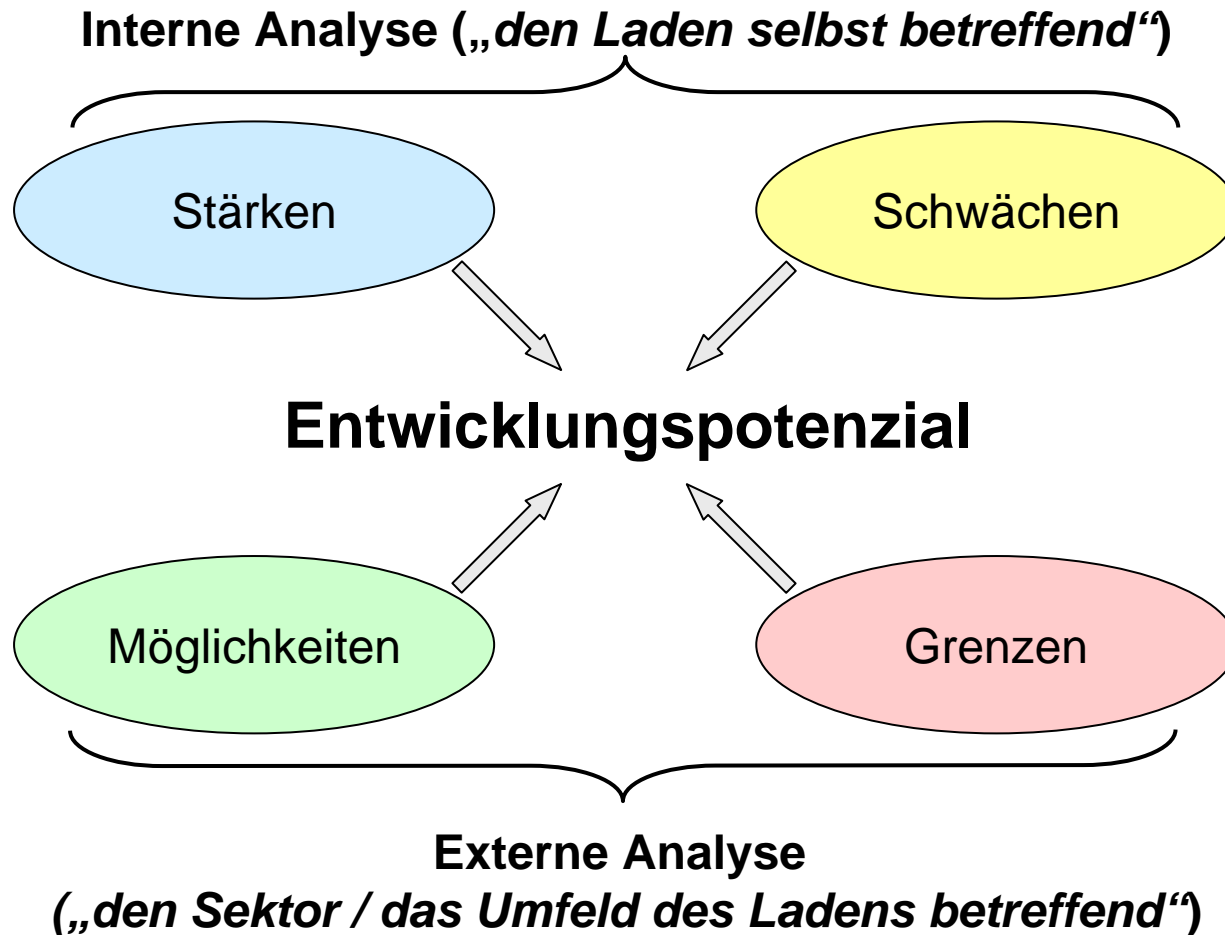 Interne Analyse („den Laden selbst betreffend“)
Stärken
Schwächen
Entwicklungspotenzial
Möglichkeiten
Grenzen
Externe Analyse
(„den Sektor / das Umfeld des Ladens betreffend“)